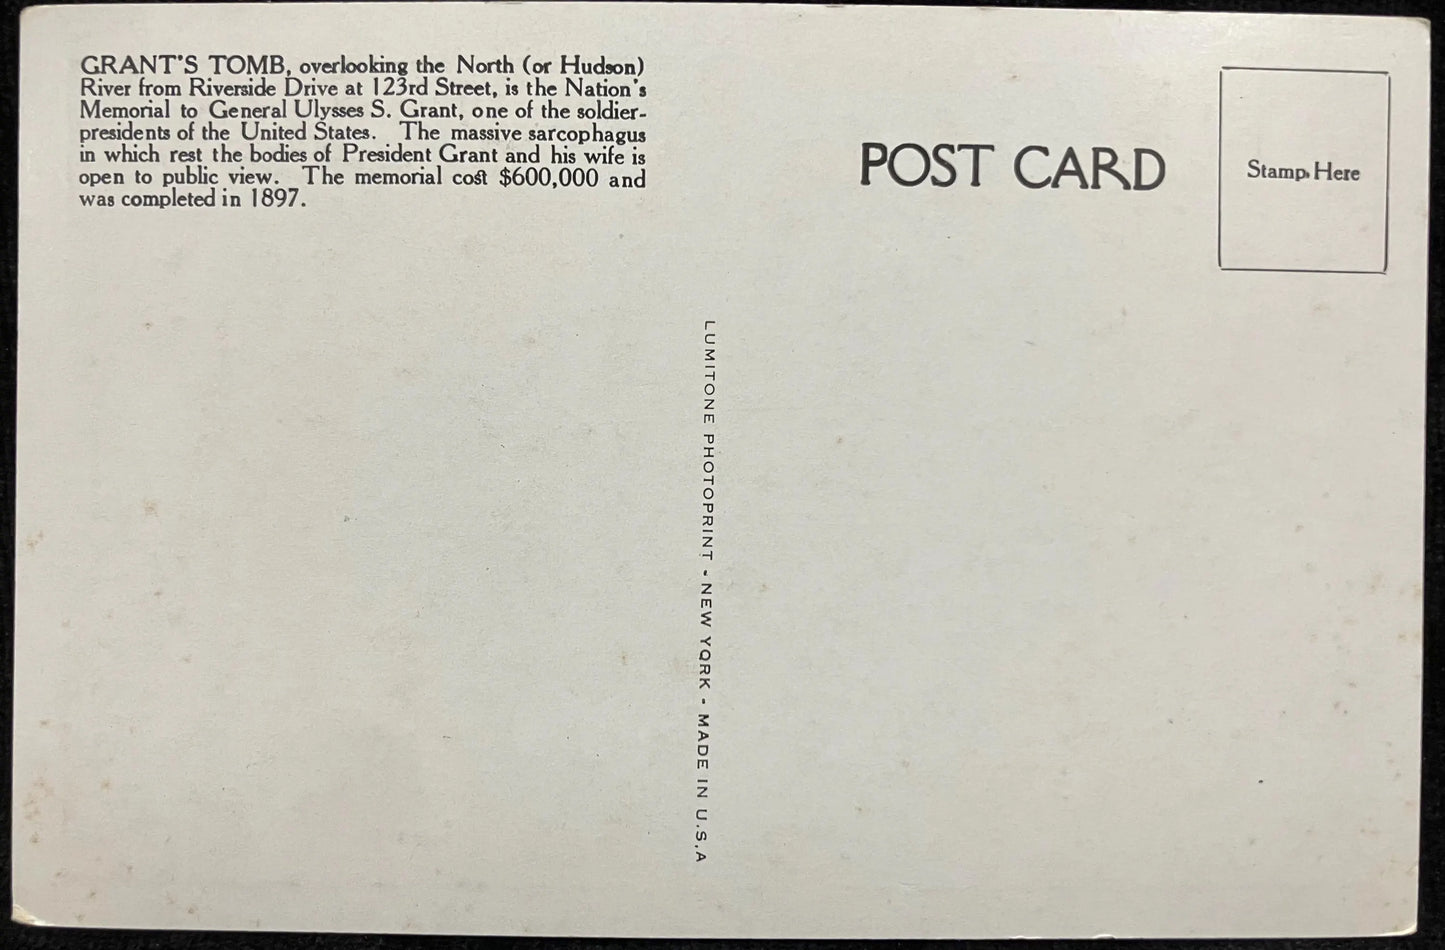 GRANT'S TOMB, overlooking the North (or Hudson)
River from Riverside Drive at 123rd Street, is the Nation's
Memorial to General Ulysses S. Grant, one of the soldier-
presidents of the United States. The massive sarcophagus
in which rest the bodies of President Grant and his wife is
open to public view. The memorial cost $600,000 and
was completed in 1897.
POST CARD
Stamp Here
LUMITONE PHOTOPRINT - NEW YORK - MADE IN U.S.A